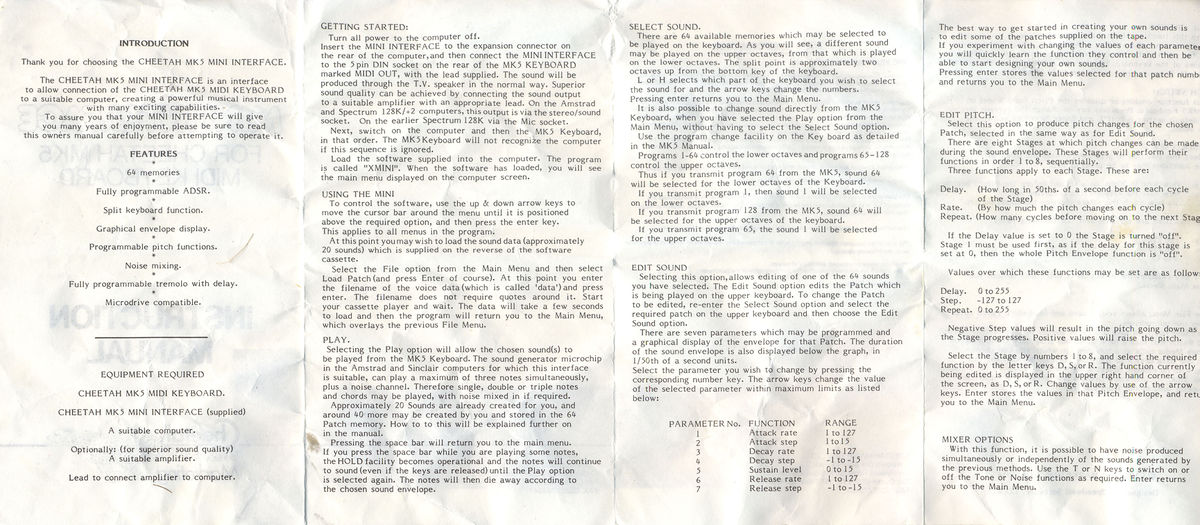 INTRODUCTION
Thank you for choosing the CHEETAH MK5 MINI INTERFACE.
The CHEETAH MK5 MINI INTERFACE is an interface
to allow connection of the CHEETAH MK5 MIDI KEYBOARD
to a suitable computer, creating a powerful musical instrument
with many exciting capabilities.
To assure you that your MINI INTERFACE will give
you many years of enjoyment, please be sure to read
this owners manual carefully before attempting to operate it.
FEATURES
64 memories
*
Fully programmable ADSR.
*
Split keyboard function.
*
Graphical envelope display.
*
Programmable pitch functions.
*
Noise mixing.
*
Fully programmable tremolo with delay.
*
Microdrive compatible.
EQUIPMENT REQUIRED
CHEETAH MK5 MIDI KEYBOARD.
CHEETAH MK5 MINI INTERFACE (supplied)
A suitable computer.
Optionally: (for superior sound quality)
A suitable amplifier.
Lead to connect amplifier to computer.
GETTING STARTED:
Turn all power to the computer off.
Insert the MINI INTERFACE to the expansion connector on
the rear of the computer,and then connect the MINI INTERFACE
to the 5 pin DIN socket on the rear of the MK5 KEYBOARD
marked MIDI OUT, with the lead supplied. The sound will be
produced through the T.V. speaker in the normal way. Superior
sound quality can be achieved by connecting the sound output
to a suitable amplifier with an appropriate lead. On the Amstrad
and Spectrum 128K/+2 computers, this output is via the stereo/sound
socket. On the earlier Spectrum 128K via the Mic socket.
Next, switch on the computer and then the MK5 Keyboard,
in that order. The MK5 Keyboard will not recognize the computer
if this sequence is ignored.
Load the software supplied into the computer. The program
is called "XMINI". When the software has loaded, you will see
the main menu displayed on the computer screen.
USING THE MINI
To control the software, use the up & down arrow keys to
move the cursor bar around the menu until it is positioned
above the required option, and then press the enter key.
This applies to all menus in the program.
At this point you may wish to load the sound data (approximately
20 sounds) which is supplied on the reverse of the software
cassette.
Select the File option from the Main Menu and then select
Load Patch (and press Enter of course). At this point you enter
the filename of the voice data (which is called 'data') and press
enter. The filename does not require quotes around it. Start
your cassette player and wait. The data will take a few seconds
to load and then the program will return you to the Main Menu,
which overlays the previous File Menu.
PLAY.
Selecting the Play option will allow the chosen sound(s) to
be played from the MK5 Keyboard. The sound generator microchip
in the Amstrad and Sinclair computers for which this interface
is suitable, can play a maximum of three notes simultaneously,
plus a noise channel. Therefore single, double or triple notes
and chords may be played, with noise mixed in if required.
Approximately 20 Sounds are already created for you, and
around 40 more may be created by you and stored in the 64
Patch memory. How to to this will be explained further on
in the manual.
Pressing the space bar will return you to the main menu.
If you press the space bar while you are playing some notes,
the HOLD facility becomes operational and the notes will continue
to sound (even if the keys are released) until the Play option
is selected again. The notes will then die away according to
the chosen sound envelope.
SELECT SOUND.
There are 64 available memories which may be selected to
be played on the keyboard. As you will see, a different sound
may be played on the upper octaves, from that which is played
on the lower octaves. The split point is approximately two
octaves up from the bottom key of the keyboard.
L or H selects which part of the keyboard you wish to select
the sound for and the arrow keys change the numbers.
Pressing enter returns you to the Main Menu.
It is also possible to change sound directly from the MK5
Keyboard, when you have selected the Play option from the
Main Menu, without having to select the Select Sound option.
Use the program change facility on the Key board as detailed
in the MK5 Manual.
Programs 1-64 control the lower octaves and programs 65-128
control the upper octaves.
Thus if you transmit program 64 from the MK5, sound 64
will be selected for the lower octaves of the Keyboard.
If you transmit program 1, then sound 1 will be selected
on the lower octaves.
If you transmit program 128 from the MK5, sound 64 will
be selected for the upper octaves of the keyboard.
If you transmit program 65, the sound 1 will be selected
for the upper octaves.
EDIT SOUND
Selecting this option,allows editing of one of the 64 sounds
you have selected. The Edit Sound option edits the Patch which
is being played on the upper keyboard. To change the Patch
to be edited, re-enter the Select Sound option and select the
required patch on the upper keyboard and then choose the Edit
Sound option.
There are seven parameters which may be programmed and
a graphical display of the envelope for that Patch. The duration
of the sound envelope is also displayed below the graph, in
1/50th of a second units.
Select the parameter you wish to change by pressing the
corresponding number key. The arrow keys change the value
of the selected parameter within maximum limits as listed
below:
PARAMETER No. FUNCTION RANGE
1 Attack rate 1 to 127
2 Attack step 1 to 15
3 Decay rate 1 to 127
4 Decay step -1 to -15
5 Sustain level 0 to 15
6 Release rate 1 to 127
7 Release step -1 to -15
The best way to get started in creating your own sounds is
to edit some of the patches supplied on the tape.
If you experiment with changing the values of each paramete
you will quickly learn the function they control and then be
able to start designing your own sounds.
Pressing enter stores the values selected for that patch numb
and returns you to the Main Menu.
EDIT PITCH.
Select this option to produce pitch changes for the chosen
Patch, selected in the same way as for Edit Sound.
There are eight Stages at which pitch changes can be made
during the sound envelope. These Stages will perform their
functions in order 1 to 8, sequentially.
Three functions apply to each Stage. These are:
Delay. (How long in 50ths. of a second before each cycle
of the Stage)
Rate. (By how much the pitch changes each cycle)
Repeat. (How many cycles before moving on to the next Stag
If the Delay value is set to 0 the Stage is turned "off".
Stage 1 must be used first, as if the delay for this stage is
set at 0, then the whole Pitch Envelope function is "off".
Values over which these functions may be set are as follow
Delay. 0 to 255
Step. -127 to 127
Repeat. 0 to 255
Negative Step values will result in the pitch going down as
the Stage progresses. Positive values will raise the pitch.
Select the Stage by numbers 1 to 8, and select the required
function by the letter keys D, S, or R. The function currently
being edited is displayed in the upper right hand corner of
the screen, as D, S, or R. Change values by use of the arrow
keys. Enter stores the values in that Pitch Envelope, and retu
you to the Main Menu.
MIXER OPTIONS
With this function, it is possible to have noise produced
simultaneously or independently of the sounds generated by
the previous methods. Use the T or N keys to switch on or
off the Tone or Noise functions as required. Enter returns
you to the Main Menu.